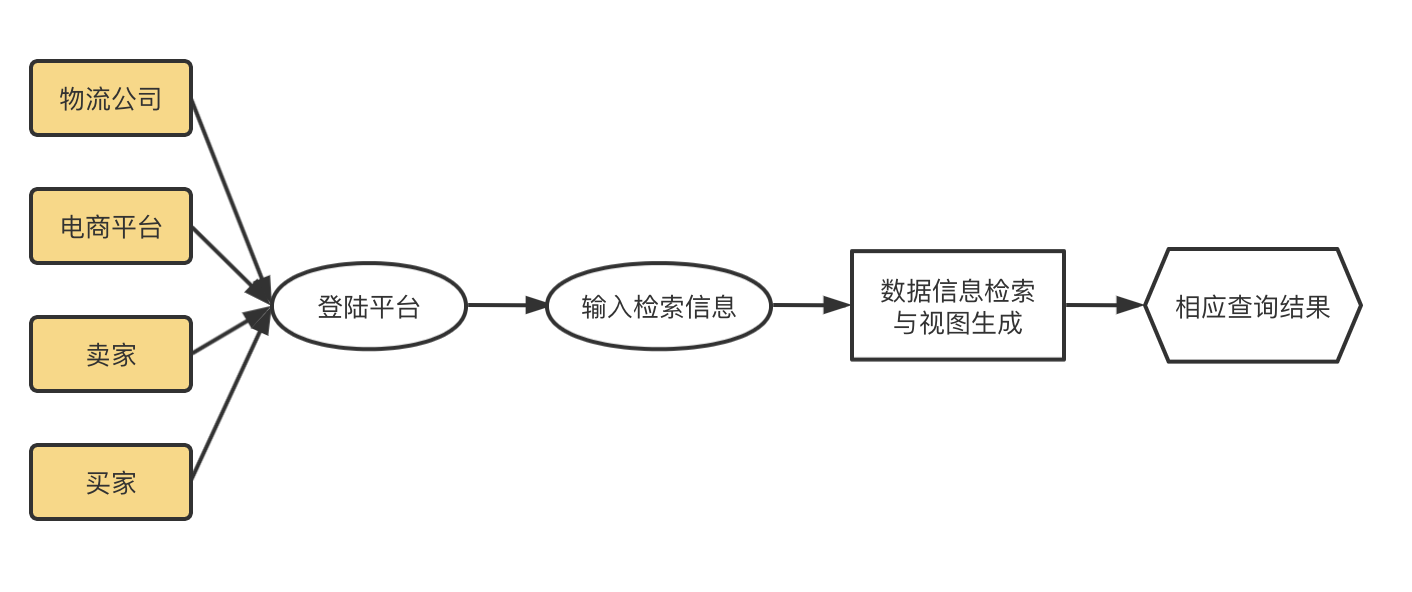 物流公司
电商平台
卖家
买家
登陆平台
输入检索信息
数据信息检索
与视图生成
相应查询结果